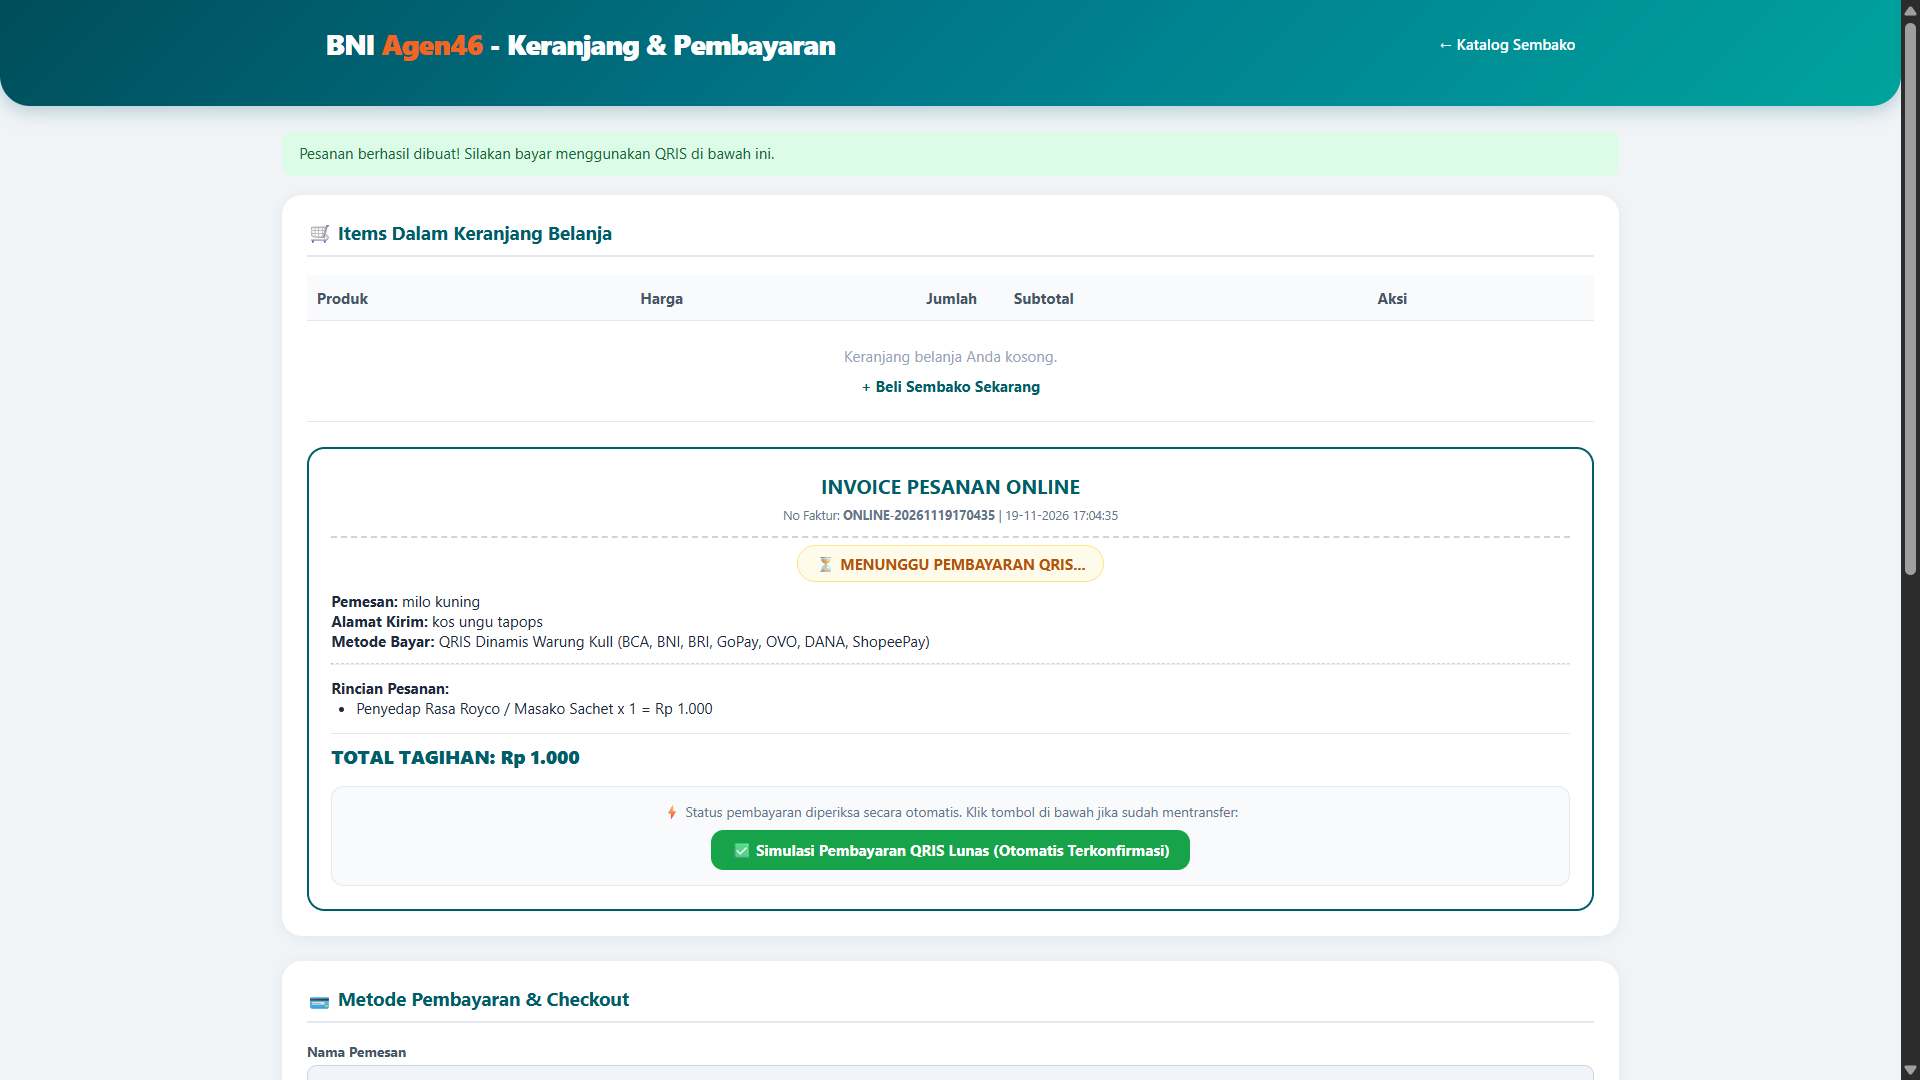 BNI Agen46 - Keranjang & Pembayaran
← Katalog Sembako
Pesanan berhasil dibuat! Silakan bayar menggunakan QRIS di bawah ini.
🛒 Items Dalam Keranjang Belanja
Produk Harga Jumlah Subtotal Aksi
Keranjang belanja Anda kosong.
+ Beli Sembako Sekarang
INVOICE PESANAN ONLINE
No Faktur: ONLINE-20261119170435 | 19-11-2026 17:04:35
⏳ MENUNGGU PEMBAYARAN QRIS...
Pemesan: milo kuning
Alamat Kirim: kos ungu tapops
Metode Bayar: QRIS Dinamis Warung Kull (BCA, BNI, BRI, GoPay, OVO, DANA, ShopeePay)
Rincian Pesanan:
• Penyedap Rasa Royco / Masako Sachet x 1 = Rp 1.000
TOTAL TAGIHAN: Rp 1.000
⚡ Status pembayaran diperiksa secara otomatis. Klik tombol di bawah jika sudah mentransfer:
✅ Simulasi Pembayaran QRIS Lunas (Otomatis Terkonfirmasi)
💳 Metode Pembayaran & Checkout
Nama Pemesan